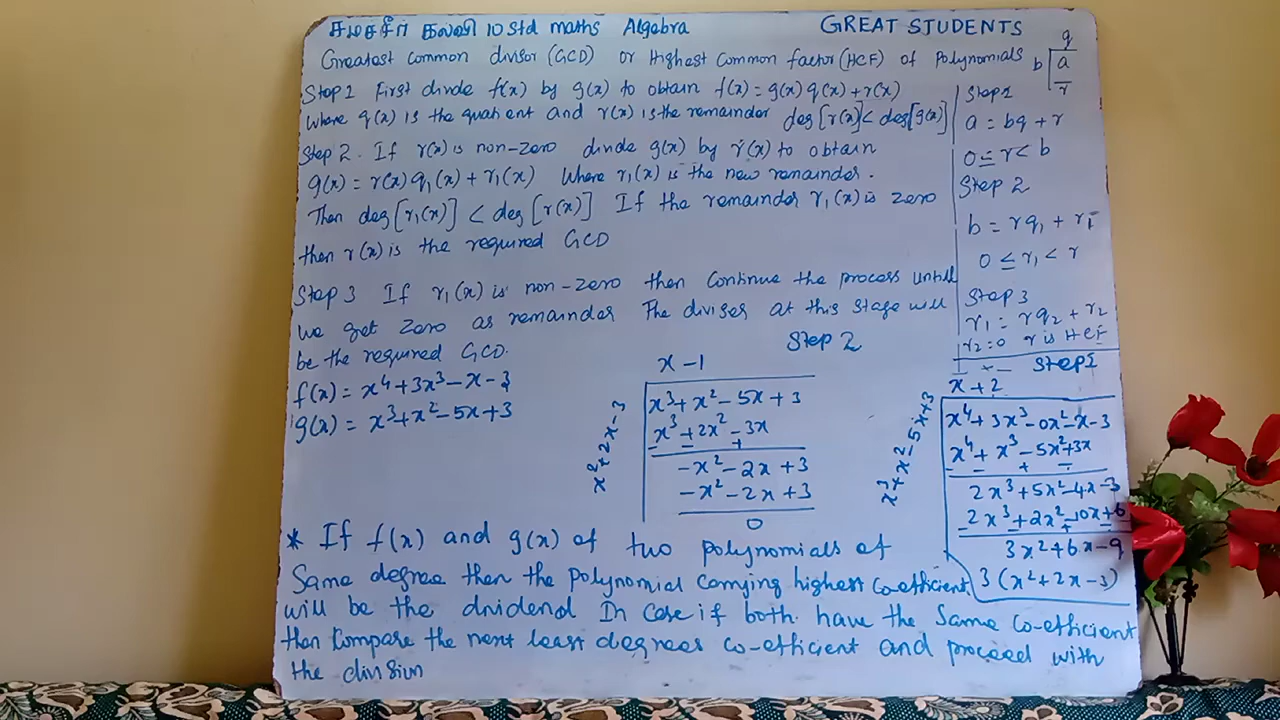 சமச்சீர் கல்வி 10 Std maths Algebra GREAT STUDENTS
Greatest common divisor (GCD) or Highest Common factor (HCF) of Polynomials
Step 1 First divide f(x) by g(x) to obtain f(x) = g(x) q(x) + r(x)
Where q(x) is the quotient and r(x) is the remainder deg[r(x)] < deg[g(x)]
Step 2. If r(x) is non-zero divide g(x) by r(x) to obtain
g(x) = r(x) q₁(x) + r₁(x) Where r₁(x) is the new remainder.
Then deg[r₁(x)] < deg[r(x)] If the remainder r₁(x) is zero
then r(x) is the required GCD
Step 3 If r₁(x) is non-zero then continue the process untill
we get zero as remainder The divisor at this stage will
be the required GCD.
f(x) = x⁴ + 3x³ - x - 3
g(x) = x³ + x² - 5x + 3
q
b a
r
Step 1
a = bq + r
0 ≤ r < b
Step 2
b = rq₁ + r₁
0 ≤ r₁ < r
Step 3
r₁ = rq₂ + r₂
r₂ = 0 r is HCF
Step 2
x - 1
x² + 2x - 3
x³ + x² - 5x + 3
x³ + 2x² - 3x
- - +
-x² - 2x + 3
-x² - 2x + 3
0
Step 1
x + 2
x³ + x² - 5x + 3
x⁴ + 3x³ - 0x² - x - 3
x⁴ + x³ - 5x² + 3x
- - + -
2x³ + 5x² - 4x - 3
2x³ + 2x² - 10x + 6
- - + -
3x² + 6x - 9
3(x² + 2x - 3)
* If f(x) and g(x) of two polynomials of
Same degree then the polynomial carrying highest coefficient
will be the dividend In case if both have the same co-efficient
then Compare the next least degrees co-efficient and proceed with
the division